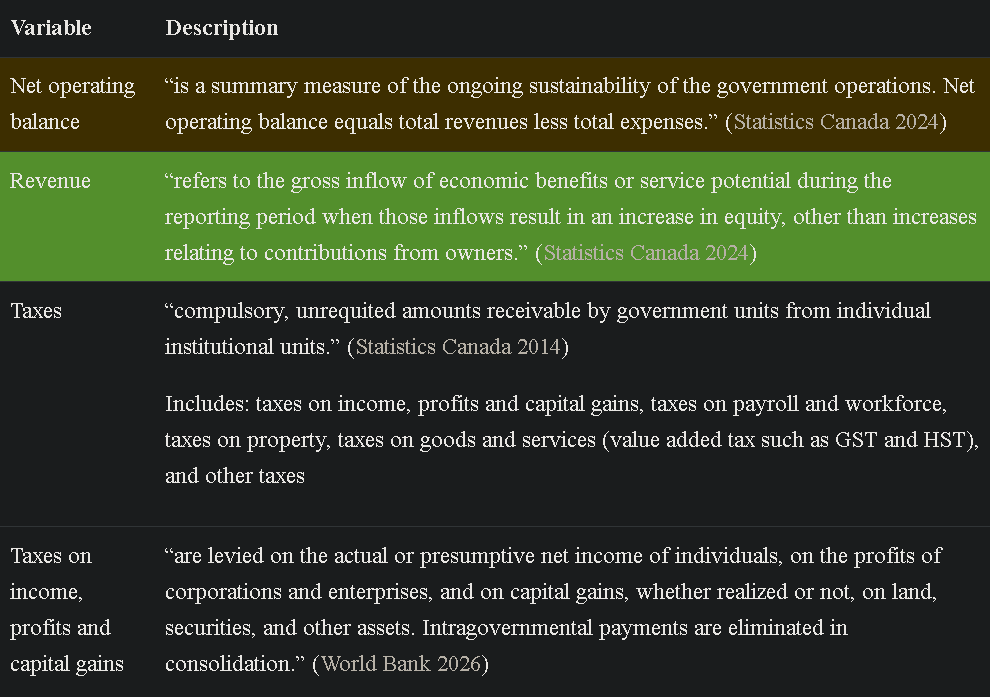 Variable Description
Net operating balance “is a summary measure of the ongoing sustainability of the government operations. Net
operating balance equals total revenues less total expenses.” (Statistics Canada 2024)
Revenue “refers to the gross inflow of economic benefits or service potential during the
reporting period when those inflows result in an increase in equity, other than increases
relating to contributions from owners.” (Statistics Canada 2024)
Taxes “compulsory, unrequited amounts receivable by government units from individual
institutional units.” (Statistics Canada 2014)
Includes: taxes on income, profits and capital gains, taxes on payroll and workforce,
taxes on property, taxes on goods and services (value added tax such as GST and HST),
and other taxes
Taxes on income, profits and capital gains “are levied on the actual or presumptive net income of individuals, on the profits of
corporations and enterprises, and on capital gains, whether realized or not, on land,
securities, and other assets. Intragovernmental payments are eliminated in
consolidation.” (World Bank 2026)